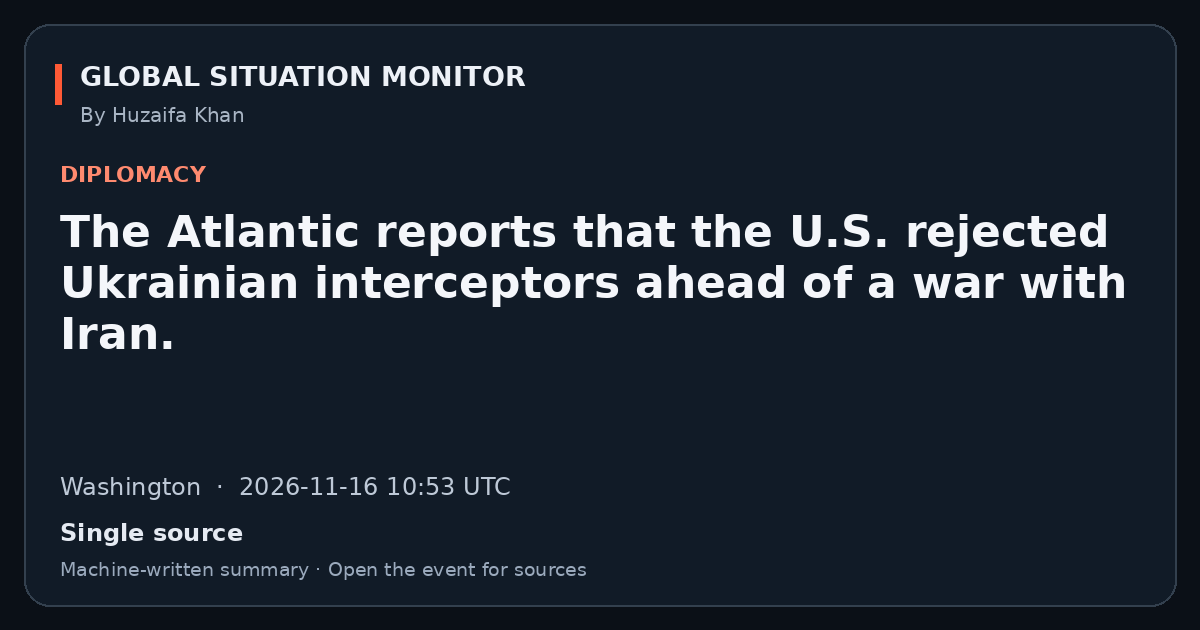 GLOBAL SITUATION MONITOR
By Huzaifa Khan
DIPLOMACY
The Atlantic reports that the U.S. rejected
Ukrainian interceptors ahead of a war with
Iran.
Washington · 2026-11-16 10:53 UTC
Single source
Machine-written summary · Open the event for sources